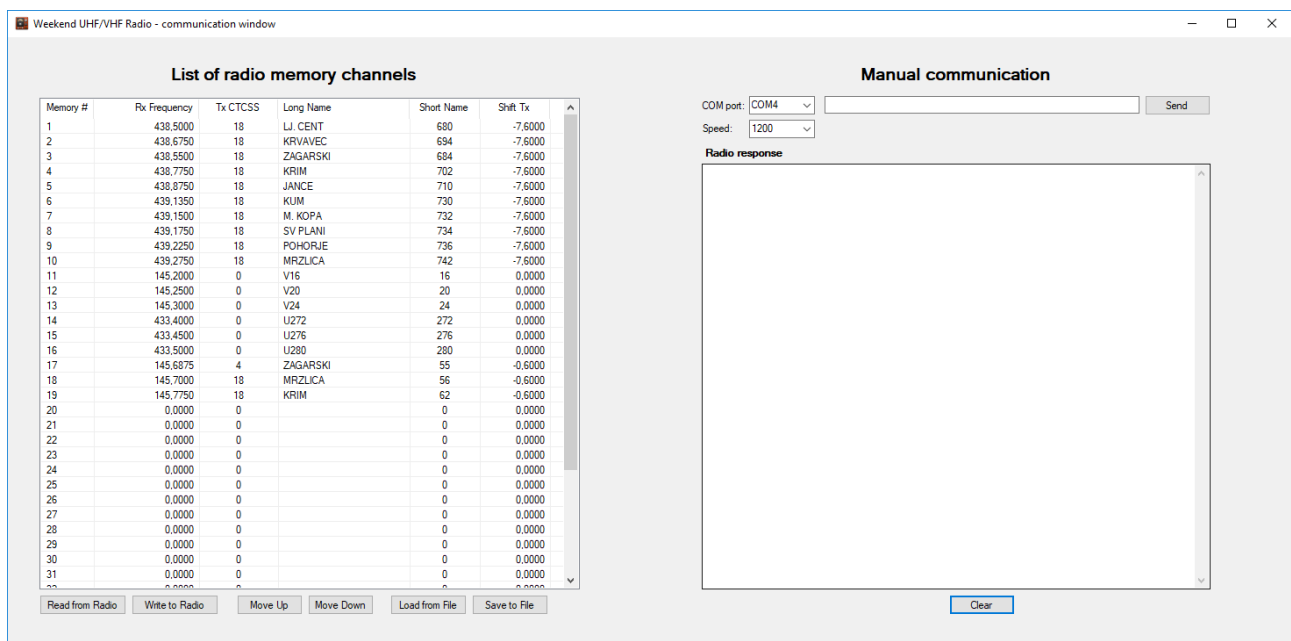 Weekend UHF/VHF Radio - communication window
List of radio memory channels
Memory # Rx Frequency Tx CTCSS Long Name Short Name Shift Tx
1 438,5000 18 LJ. CENT 680 -7,6000
2 438,6750 18 KRVAVEC 694 -7,6000
3 438,5500 18 ZAGARSKI 684 -7,6000
4 438,7750 18 KRIM 702 -7,6000
5 438,8750 18 JANCE 710 -7,6000
6 439,1350 18 KUM 730 -7,6000
7 439,1500 18 M. KOPA 732 -7,6000
8 439,1750 18 SV PLANI 734 -7,6000
9 439,2250 18 POHORJE 736 -7,6000
10 439,2750 18 MRZLICA 742 -7,6000
11 145,2000 0 V16 16 0,0000
12 145,2500 0 V20 20 0,0000
13 145,3000 0 V24 24 0,0000
14 433,4000 0 U272 272 0,0000
15 433,4500 0 U276 276 0,0000
16 433,5000 0 U280 280 0,0000
17 145,6875 4 ZAGARSKI 55 -0,6000
18 145,7000 18 MRZLICA 56 -0,6000
19 145,7750 18 KRIM 62 -0,6000
20 0,0000 0 0 0,0000
21 0,0000 0 0 0,0000
22 0,0000 0 0 0,0000
23 0,0000 0 0 0,0000
24 0,0000 0 0 0,0000
25 0,0000 0 0 0,0000
26 0,0000 0 0 0,0000
27 0,0000 0 0 0,0000
28 0,0000 0 0 0,0000
29 0,0000 0 0 0,0000
30 0,0000 0 0 0,0000
31 0,0000 0 0 0,0000
Read from Radio Write to Radio Move Up Move Down Load from File Save to File
Manual communication
COM port: COM4 Send
Speed: 1200
Radio response
Clear